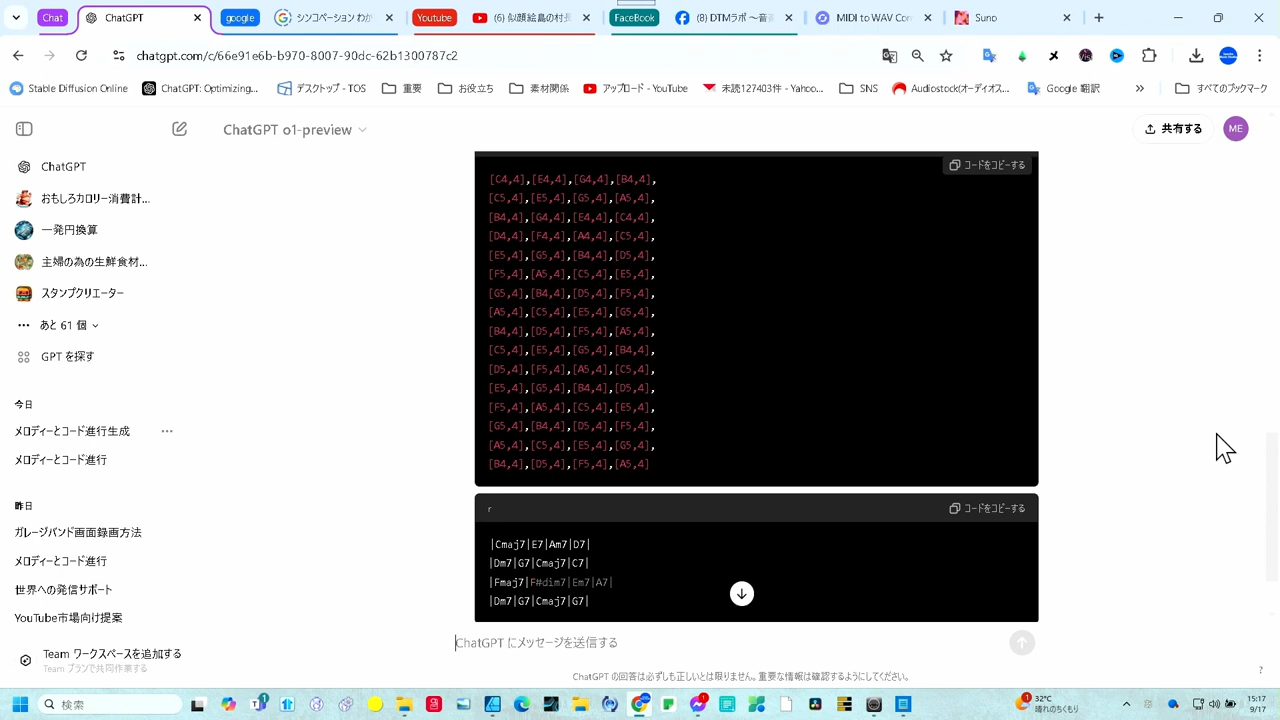 Chat
ChatGPT
google
シンコペーションのか
Youtube
(6) 似顔絵島の村長
FaceBook
(8) DTMラボ 〜音楽
MIDI to WAV Con
Suno
chatgpt.com/c/66e91e6b-b970-8007-90dc-62b1300787c2
Stable Diffusion Online
ChatGPT: Optimizing...
デスクトップ - TOS
重要
お役立ち
素材関係
アップロード - YouTube
未読127403件 - Yahoo...
SNS
Audiostock(オーディオス...
Google 翻訳
すべてのブックマーク
ChatGPT o1-preview
共有する
ME
ChatGPT
おもしろカロリー消費計...
一発円換算
主婦の為の生鮮食材...
スタンプクリエーター
あと 61 個
GPT を探す
今日
メロディーとコード進行生成
メロディーとコード進行
昨日
ガレージバンド画面録画方法
メロディーとコード進行
世界への発信サポート
YouTube市場向け提案
Team ワークスペースを追加する
Team プランで共同作業する
コードをコピーする
[C4,4],[E4,4],[G4,4],[B4,4],
[C5,4],[E5,4],[G5,4],[A5,4],
[B4,4],[G4,4],[E4,4],[C4,4],
[D4,4],[F4,4],[A4,4],[C5,4],
[E5,4],[G5,4],[B4,4],[D5,4],
[F5,4],[A5,4],[C5,4],[E5,4],
[G5,4],[B4,4],[D5,4],[F5,4],
[A5,4],[C5,4],[E5,4],[G5,4],
[B4,4],[D5,4],[F5,4],[A5,4],
[C5,4],[E5,4],[G5,4],[B4,4],
[D5,4],[F5,4],[A5,4],[C5,4],
[E5,4],[G5,4],[B4,4],[D5,4],
[F5,4],[A5,4],[C5,4],[E5,4],
[G5,4],[B4,4],[D5,4],[F5,4],
[A5,4],[C5,4],[E5,4],[G5,4],
[B4,4],[D5,4],[F5,4],[A5,4]
r
コードをコピーする
|Cmaj7|E7|Am7|D7|
|Dm7|G7|Cmaj7|C7|
|Fmaj7|F#dim7|Em7|A7|
|Dm7|G7|Cmaj7|G7|
ChatGPT にメッセージを送信する
ChatGPT の回答は必ずしも正しいとは限りません。重要な情報は確認するようにしてください。
?
検索
32℃
晴れのちくもり
15:17
9/17